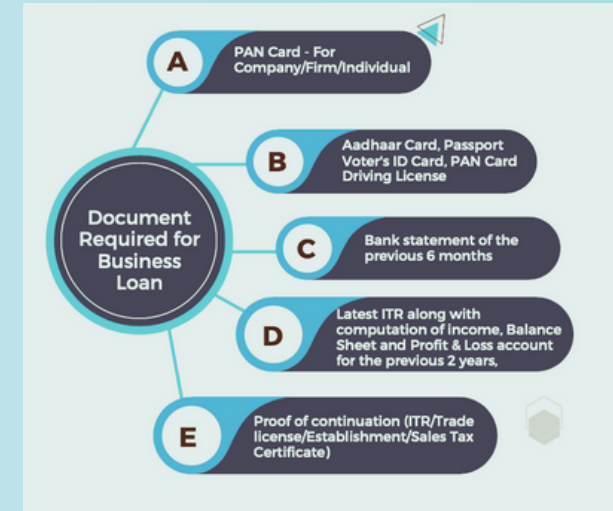 Document
Required for
Business
Loan
A
PAN Card - For
Company/Firm/Individual
B
Aadhaar Card, Passport
Voter's ID Card, PAN Card
Driving License
C
Bank statement of the
previous 6 months
D
Latest ITR along with
computation of income, Balance
Sheet and Profit & Loss account
for the previous 2 years,
E
Proof of continuation (ITR/Trade
license/Establishment/Sales Tax
Certificate)